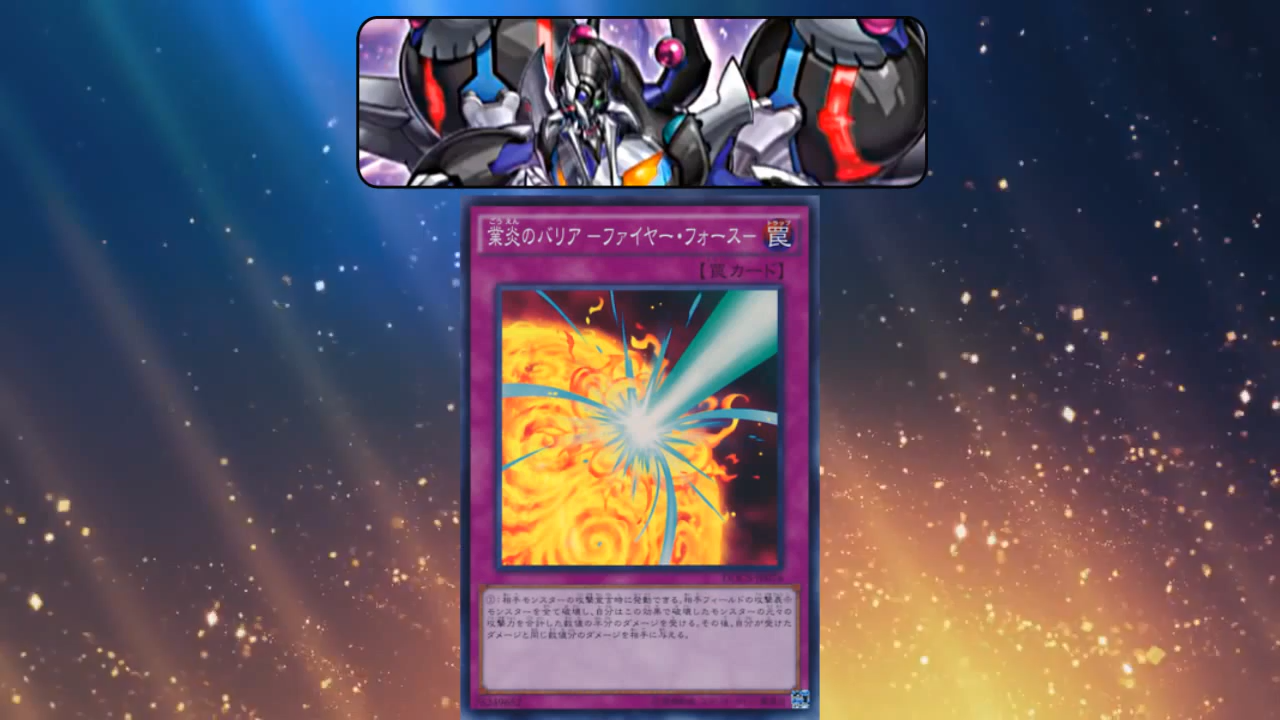 業炎のバリア －ファイヤー・フォース－ 罠
【罠カード】
①：相手モンスターの攻撃宣言時に発動できる。相手フィールドの攻撃表示
モンスターを全て破壊し、自分はこの効果で破壊したモンスターの元々の
攻撃力を合計した数値の半分のダメージを受ける。その後、自分が受けた
ダメージと同じ数値分のダメージを相手に与える。